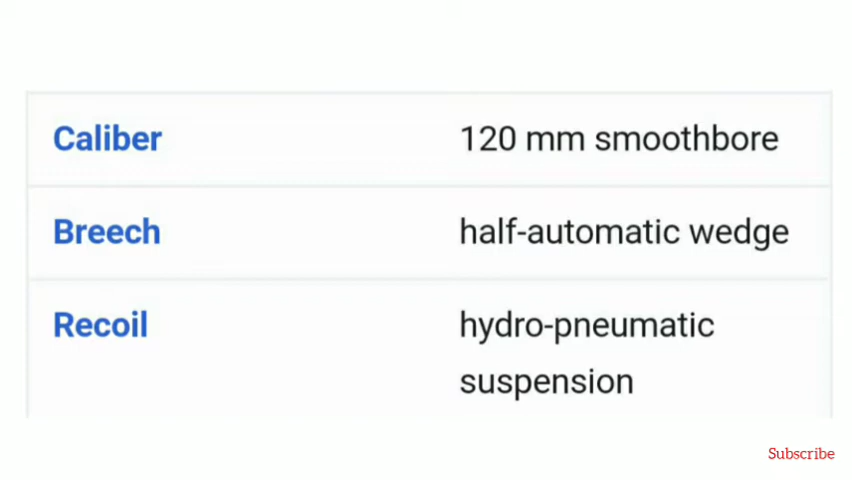 Caliber 120 mm smoothbore
Breech half-automatic wedge
Recoil hydro-pneumatic
suspension
Subscribe